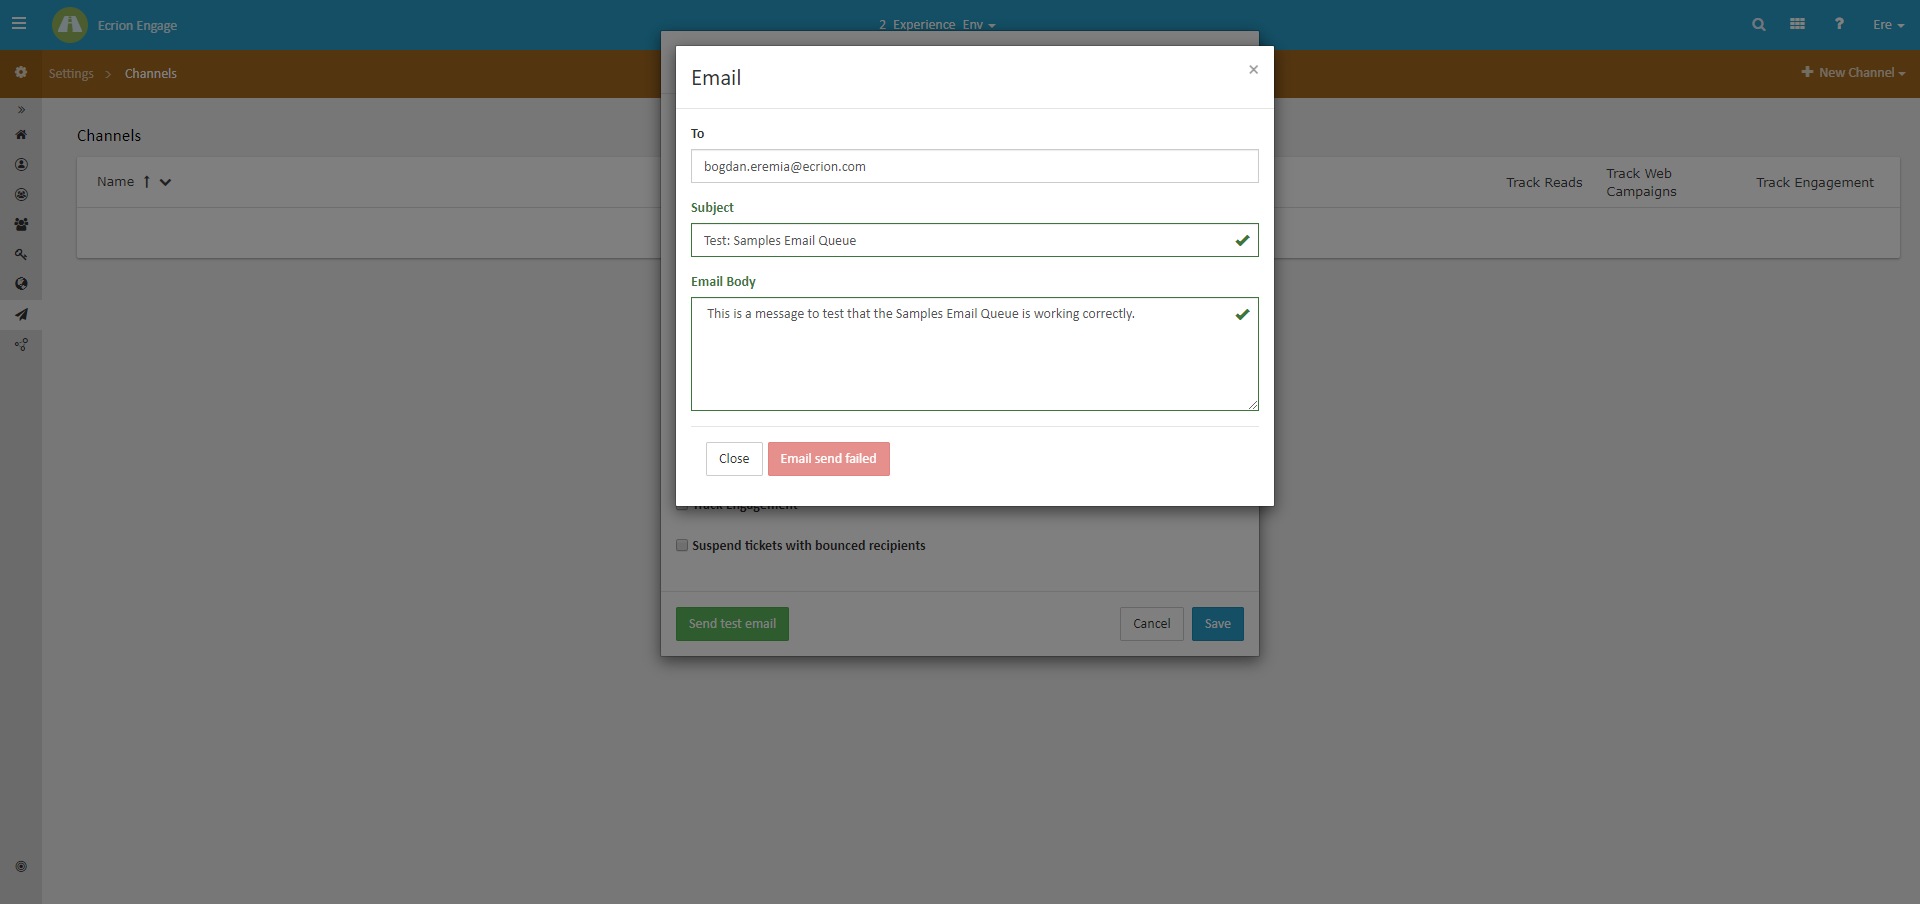 Ecrion Engage
2_Experience_Env
Ere
Settings > Channels
New Channel
Channels
Name
Track Reads
Track Web
Campaigns
Track Engagement
Email
×
To
bogdan.eremia@ecrion.com
Subject
Test: Samples Email Queue
Email Body
This is a message to test that the Samples Email Queue is working correctly.
Close
Email send failed
Track Engagement
Suspend tickets with bounced recipients
Send test email
Cancel
Save